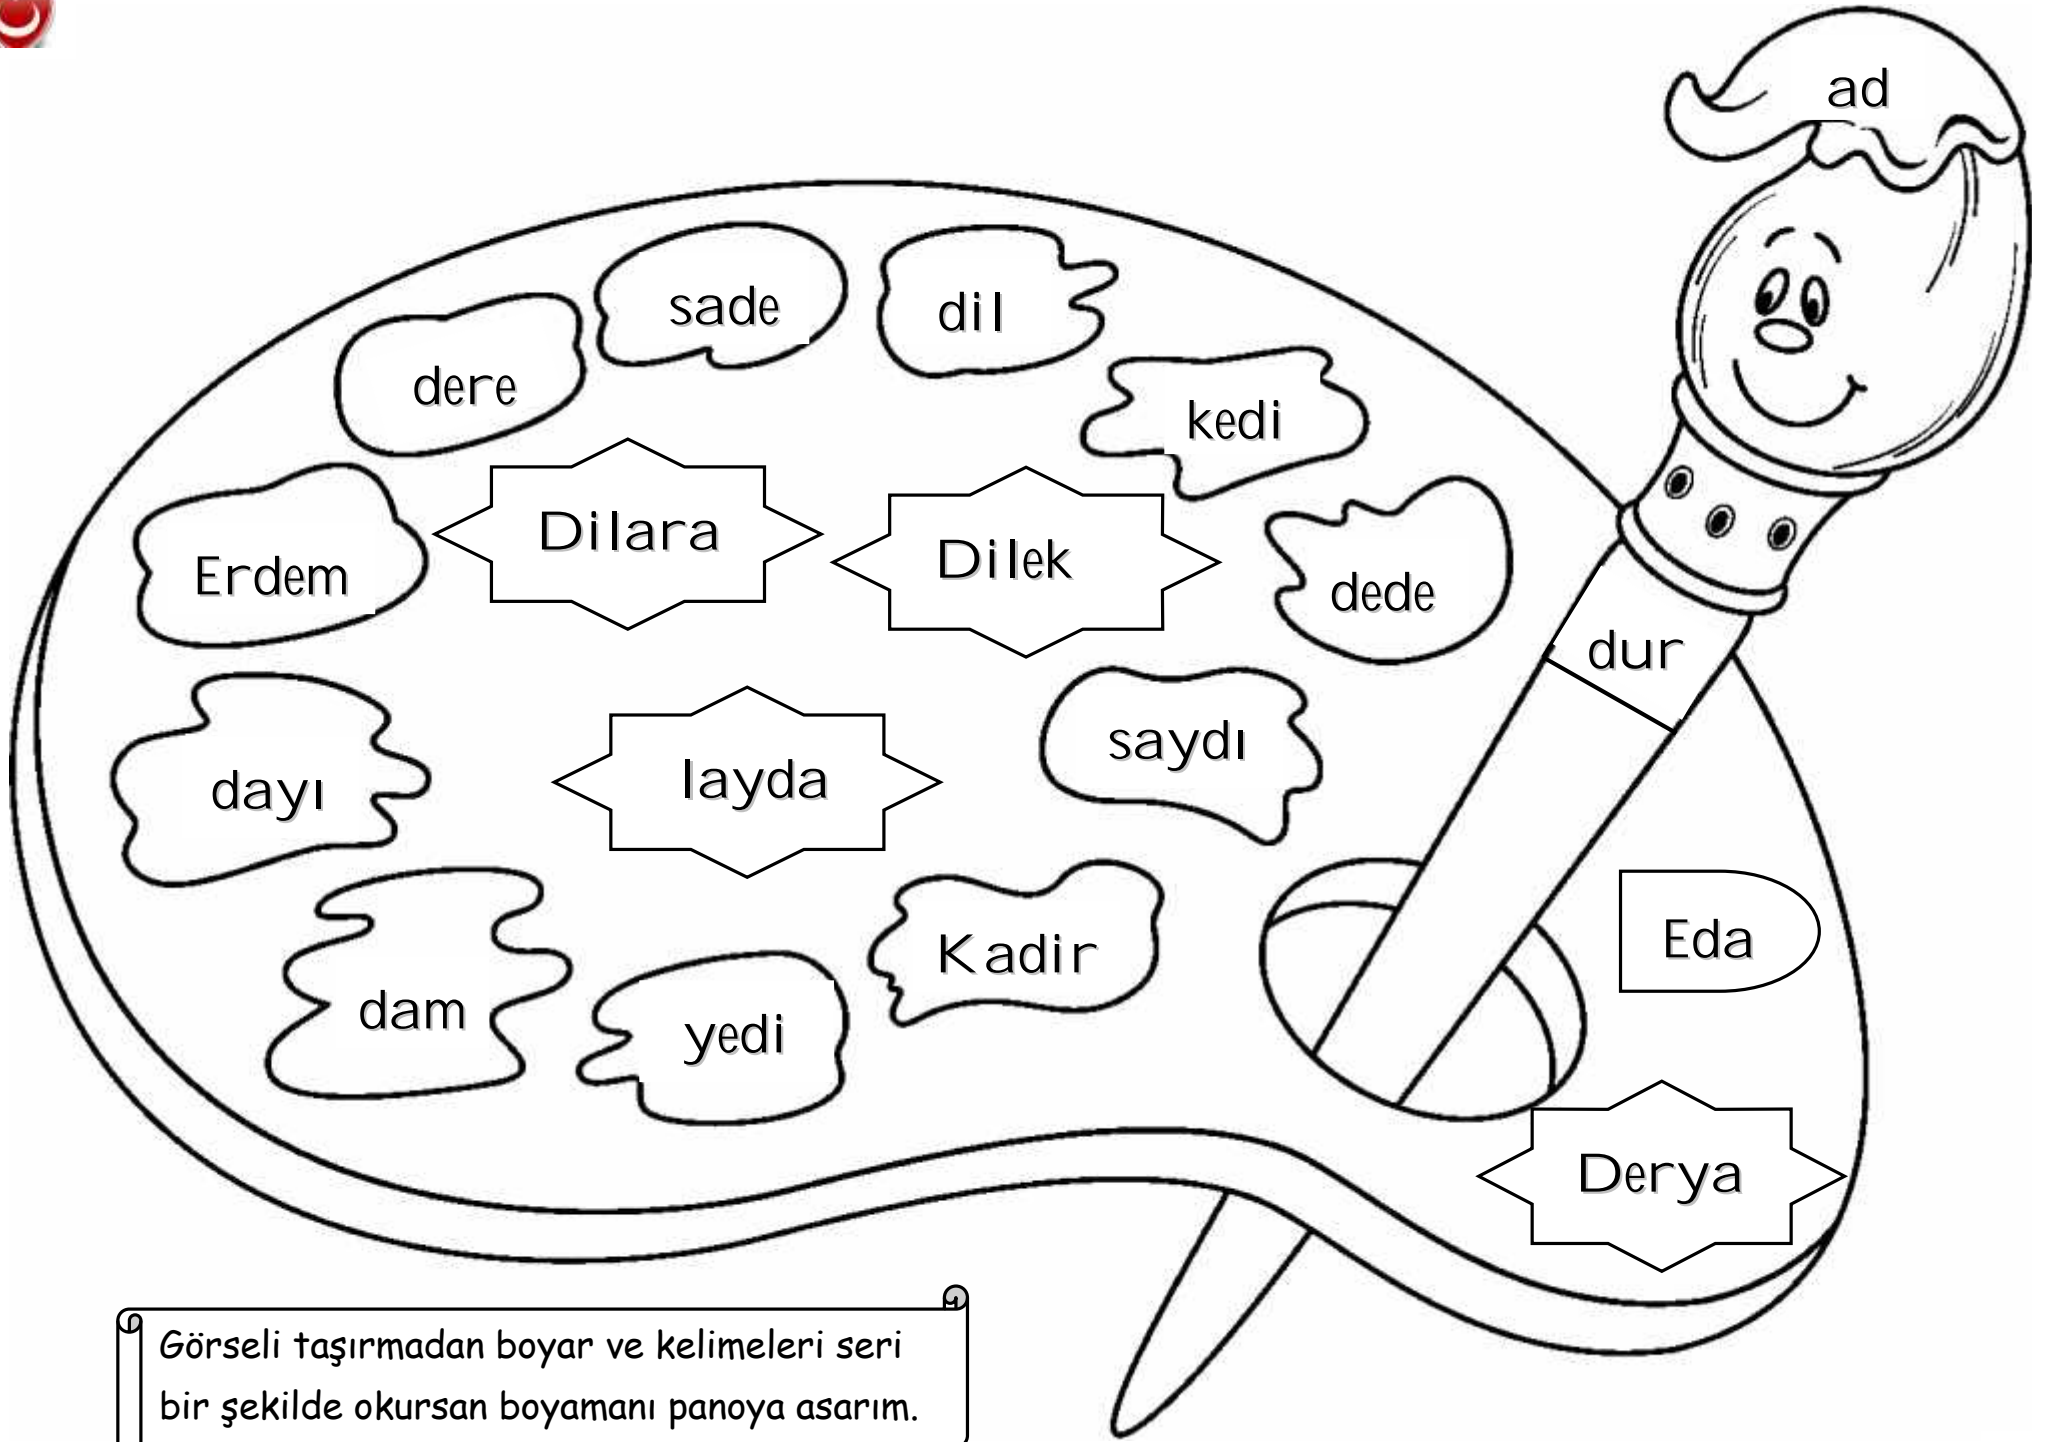 ad
sade
dil
dere
kedi
Dilara
Dilek
Erdem
dede
dur
saydı
layda
dayı
Eda
Kadir
dam
yedi
Derya
Görseli taşırmadan boyar ve kelimeleri seri
bir şekilde okursan boyamanı panoya asarım.